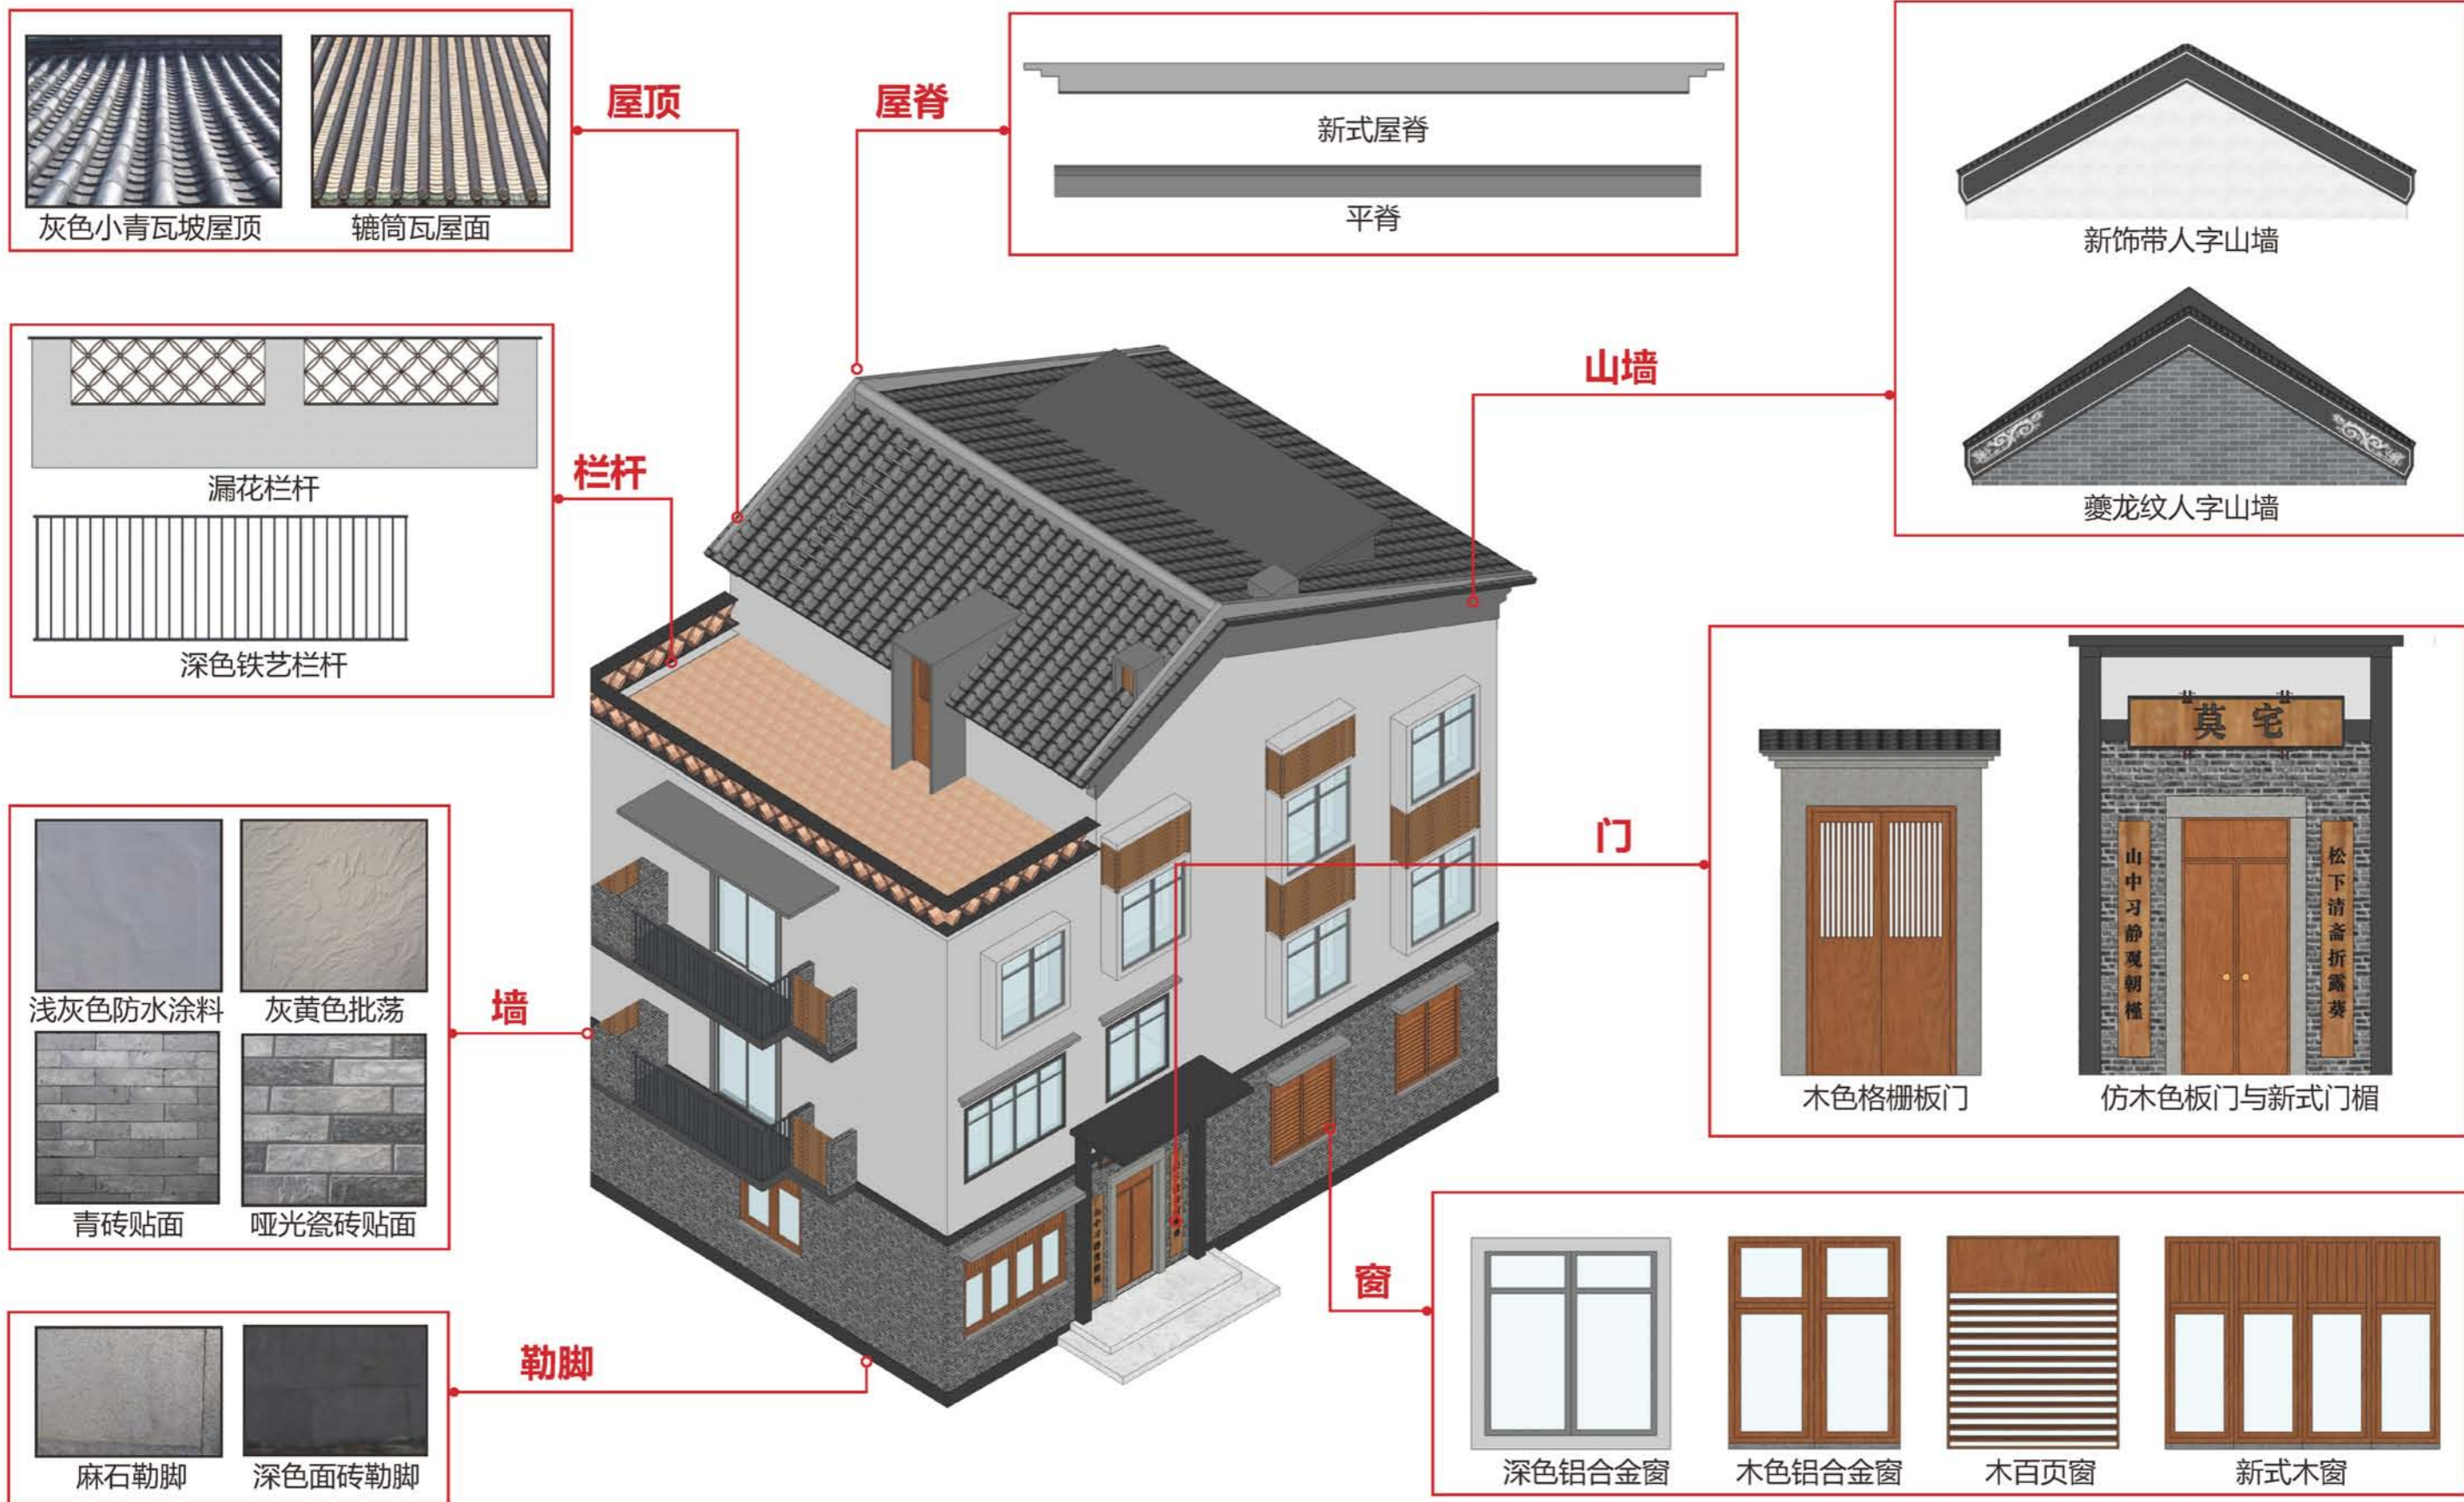 屋顶
灰色小青瓦坡屋顶
辘筒瓦屋面
屋脊
新式屋脊
平脊
山墙
新饰带人字山墙
夔龙纹人字山墙
栏杆
漏花栏杆
深色铁艺栏杆
门
木色格栅板门
莫宅
山中习静观朝槿
松下清斋折露葵
仿木色板门与新式门楣
墙
浅灰色防水涂料
灰黄色批荡
青砖贴面
哑光瓷砖贴面
窗
深色铝合金窗
木色铝合金窗
木百页窗
新式木窗
勒脚
麻石勒脚
深色面砖勒脚